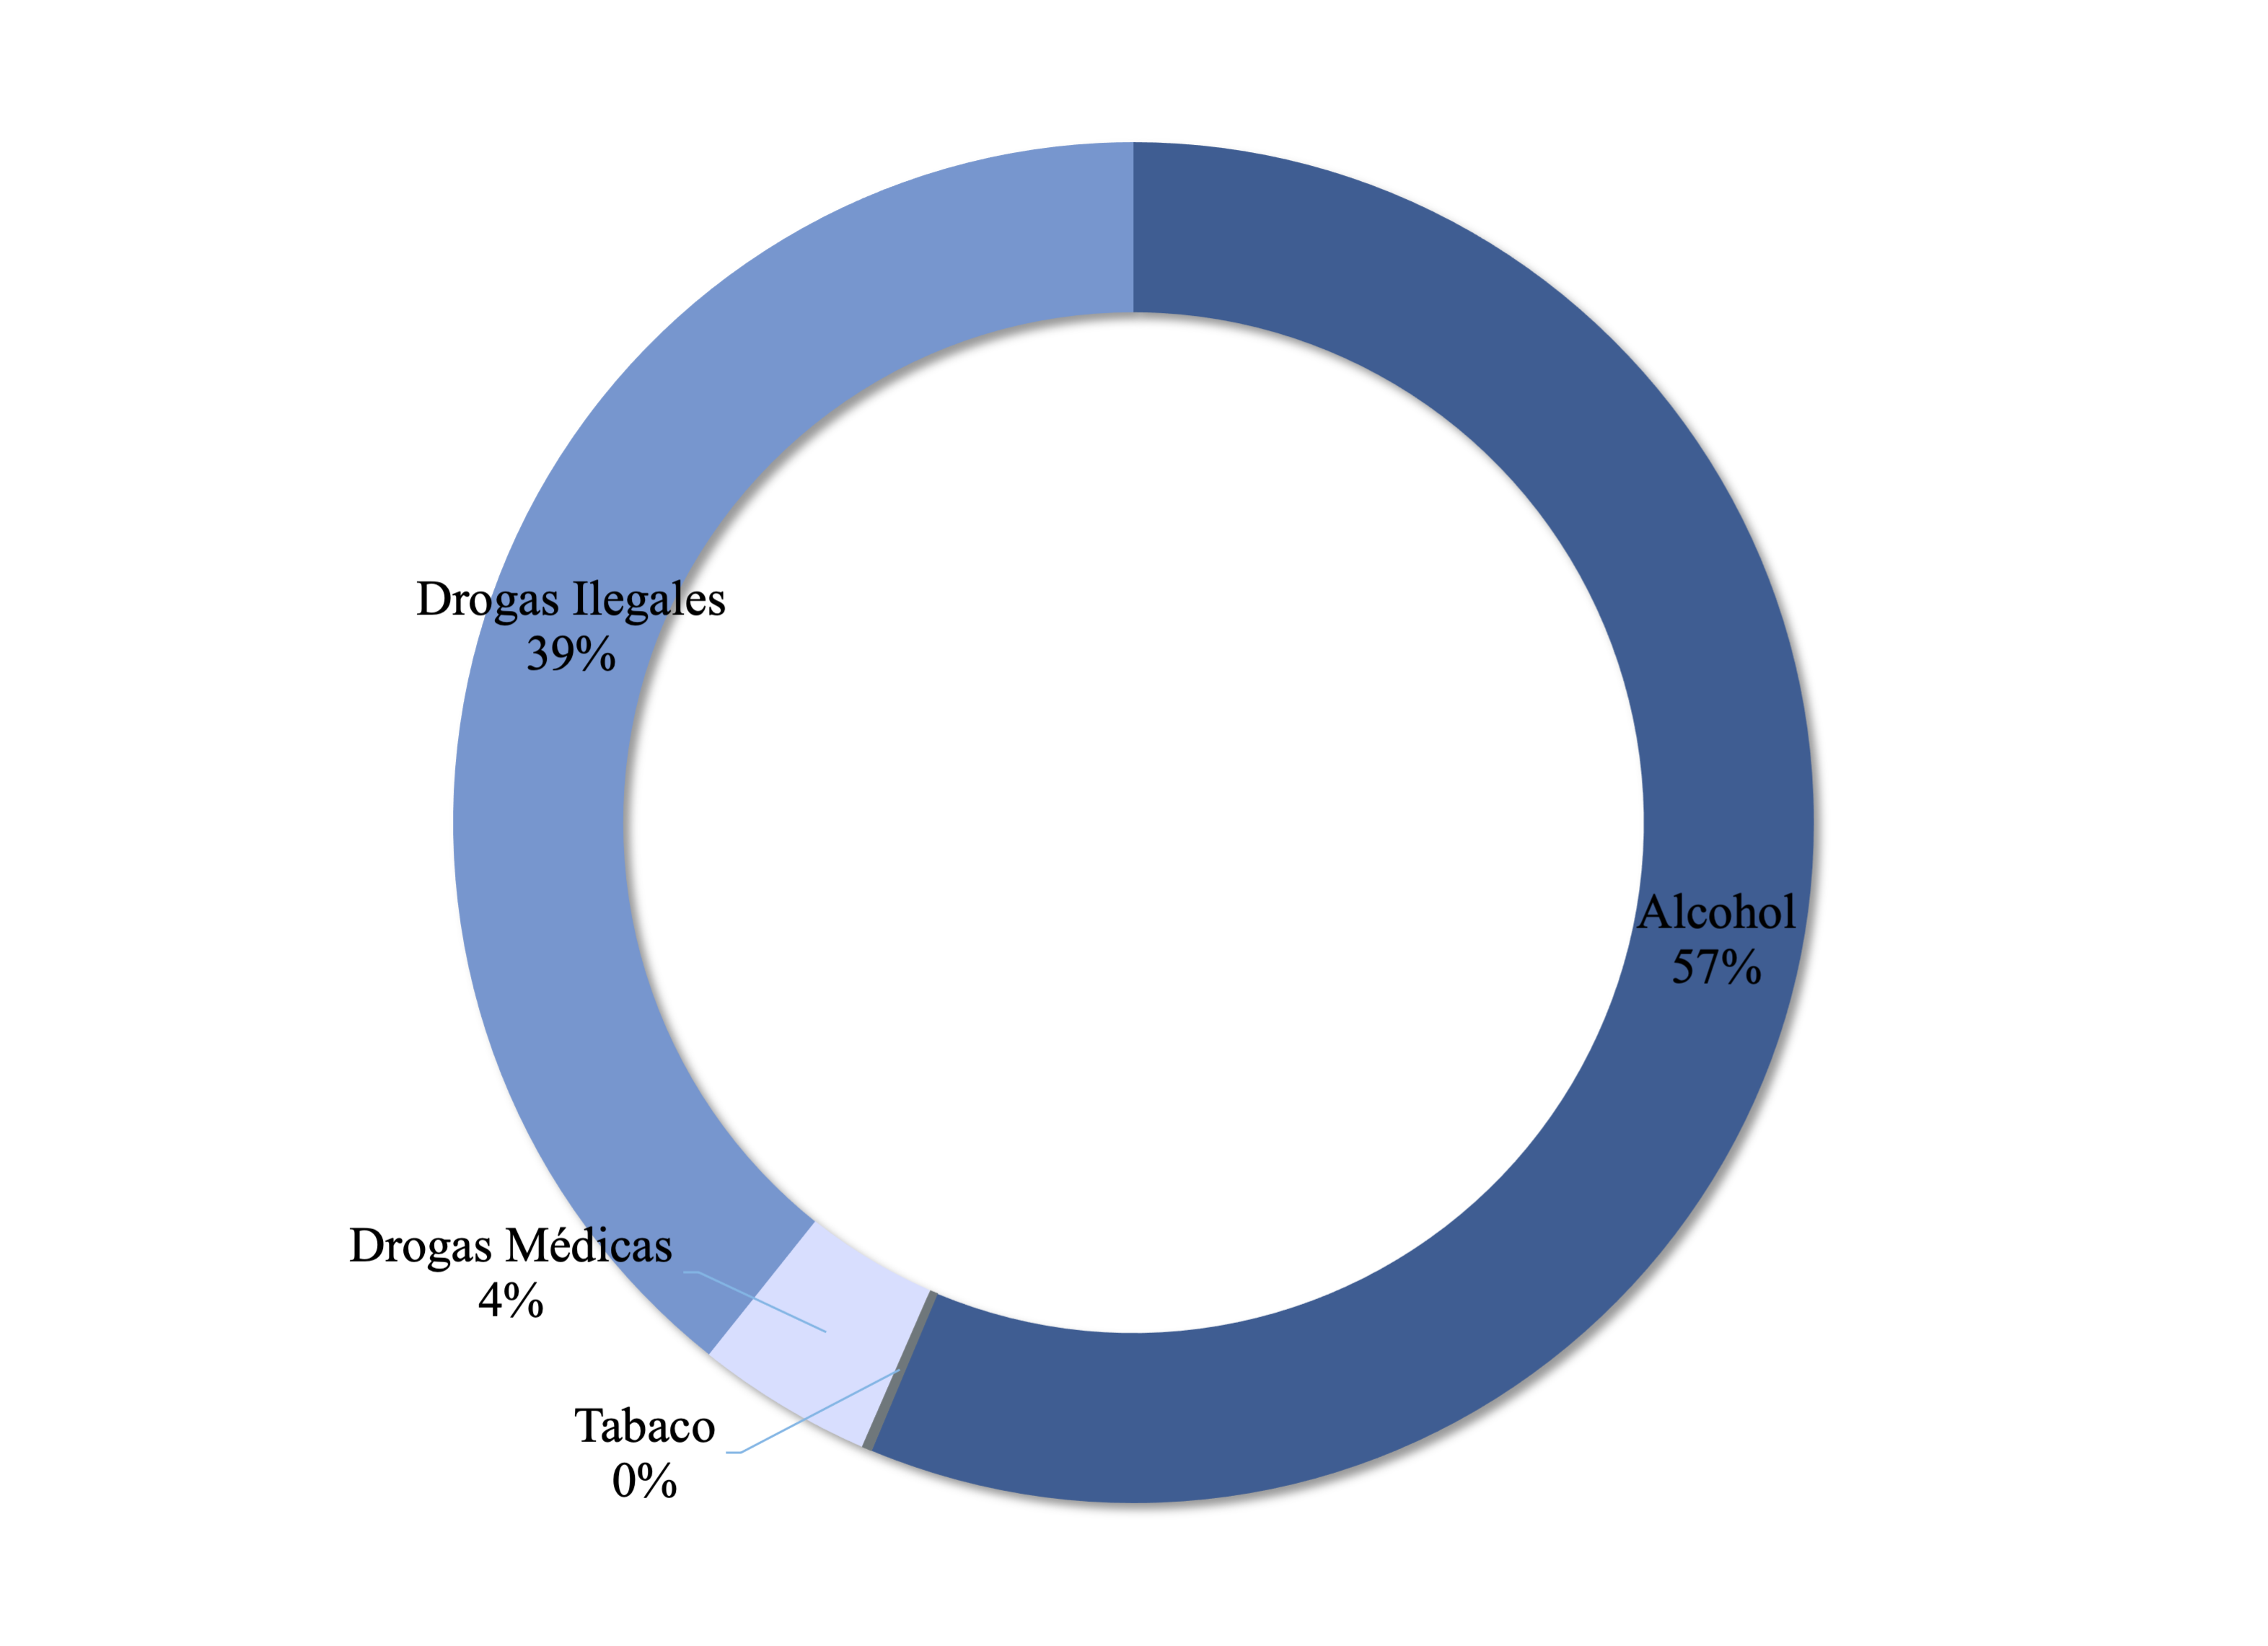 Drogas Ilegales
39%
Alcohol
57%
Drogas Médicas
4%
Tabaco
0%